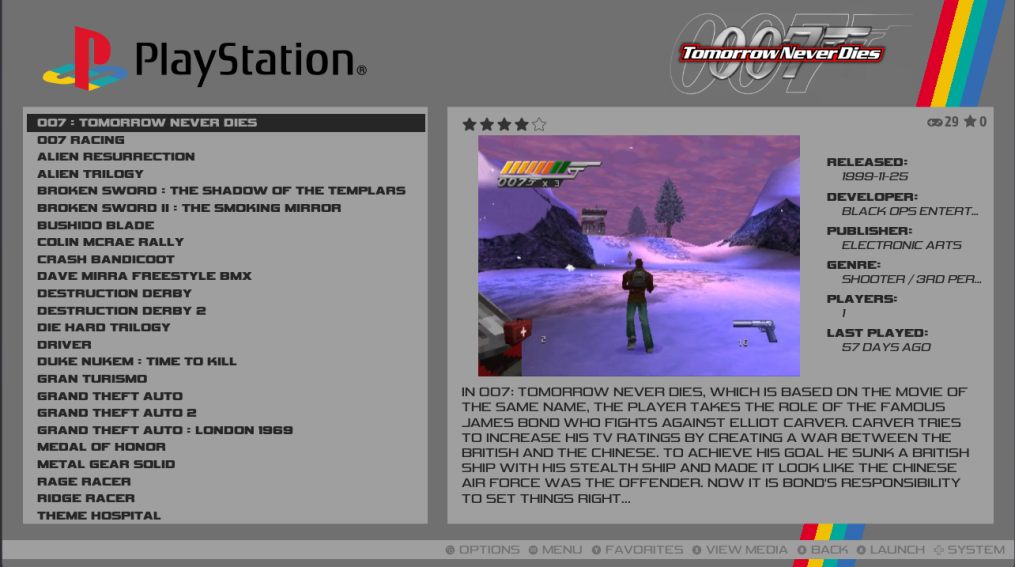 PlayStation®
007
Tomorrow Never Dies
007 : TOMORROW NEVER DIES
007 RACING
ALIEN RESURRECTION
ALIEN TRILOGY
BROKEN SWORD : THE SHADOW OF THE TEMPLARS
BROKEN SWORD II : THE SMOKING MIRROR
BUSHIDO BLADE
COLIN MCRAE RALLY
CRASH BANDICOOT
DAVE MIRRA FREESTYLE BMX
DESTRUCTION DERBY
DESTRUCTION DERBY 2
DIE HARD TRILOGY
DRIVER
DUKE NUKEM : TIME TO KILL
GRAN TURISMO
GRAND THEFT AUTO
GRAND THEFT AUTO 2
GRAND THEFT AUTO : LONDON 1969
MEDAL OF HONOR
METAL GEAR SOLID
RAGE RACER
RIDGE RACER
THEME HOSPITAL
29 0
007 X 3
2
RELEASED:
1999-11-25
DEVELOPER:
BLACK OPS ENTERT...
PUBLISHER:
ELECTRONIC ARTS
GENRE:
SHOOTER / 3RD PER...
PLAYERS:
1
LAST PLAYED:
57 DAYS AGO
IN 007: TOMORROW NEVER DIES, WHICH IS BASED ON THE MOVIE OF
THE SAME NAME, THE PLAYER TAKES THE ROLE OF THE FAMOUS
JAMES BOND WHO FIGHTS AGAINST ELLIOT CARVER. CARVER TRIES
TO INCREASE HIS TV RATINGS BY CREATING A WAR BETWEEN THE
BRITISH AND THE CHINESE. TO ACHIEVE HIS GOAL HE SUNK A BRITISH
SHIP WITH HIS STEALTH SHIP AND MADE IT LOOK LIKE THE CHINESE
AIR FORCE WAS THE OFFENDER. NOW IT IS BOND'S RESPONSIBILITY
TO SET THINGS RIGHT...
OPTIONS MENU FAVORITES VIEW MEDIA BACK LAUNCH SYSTEM